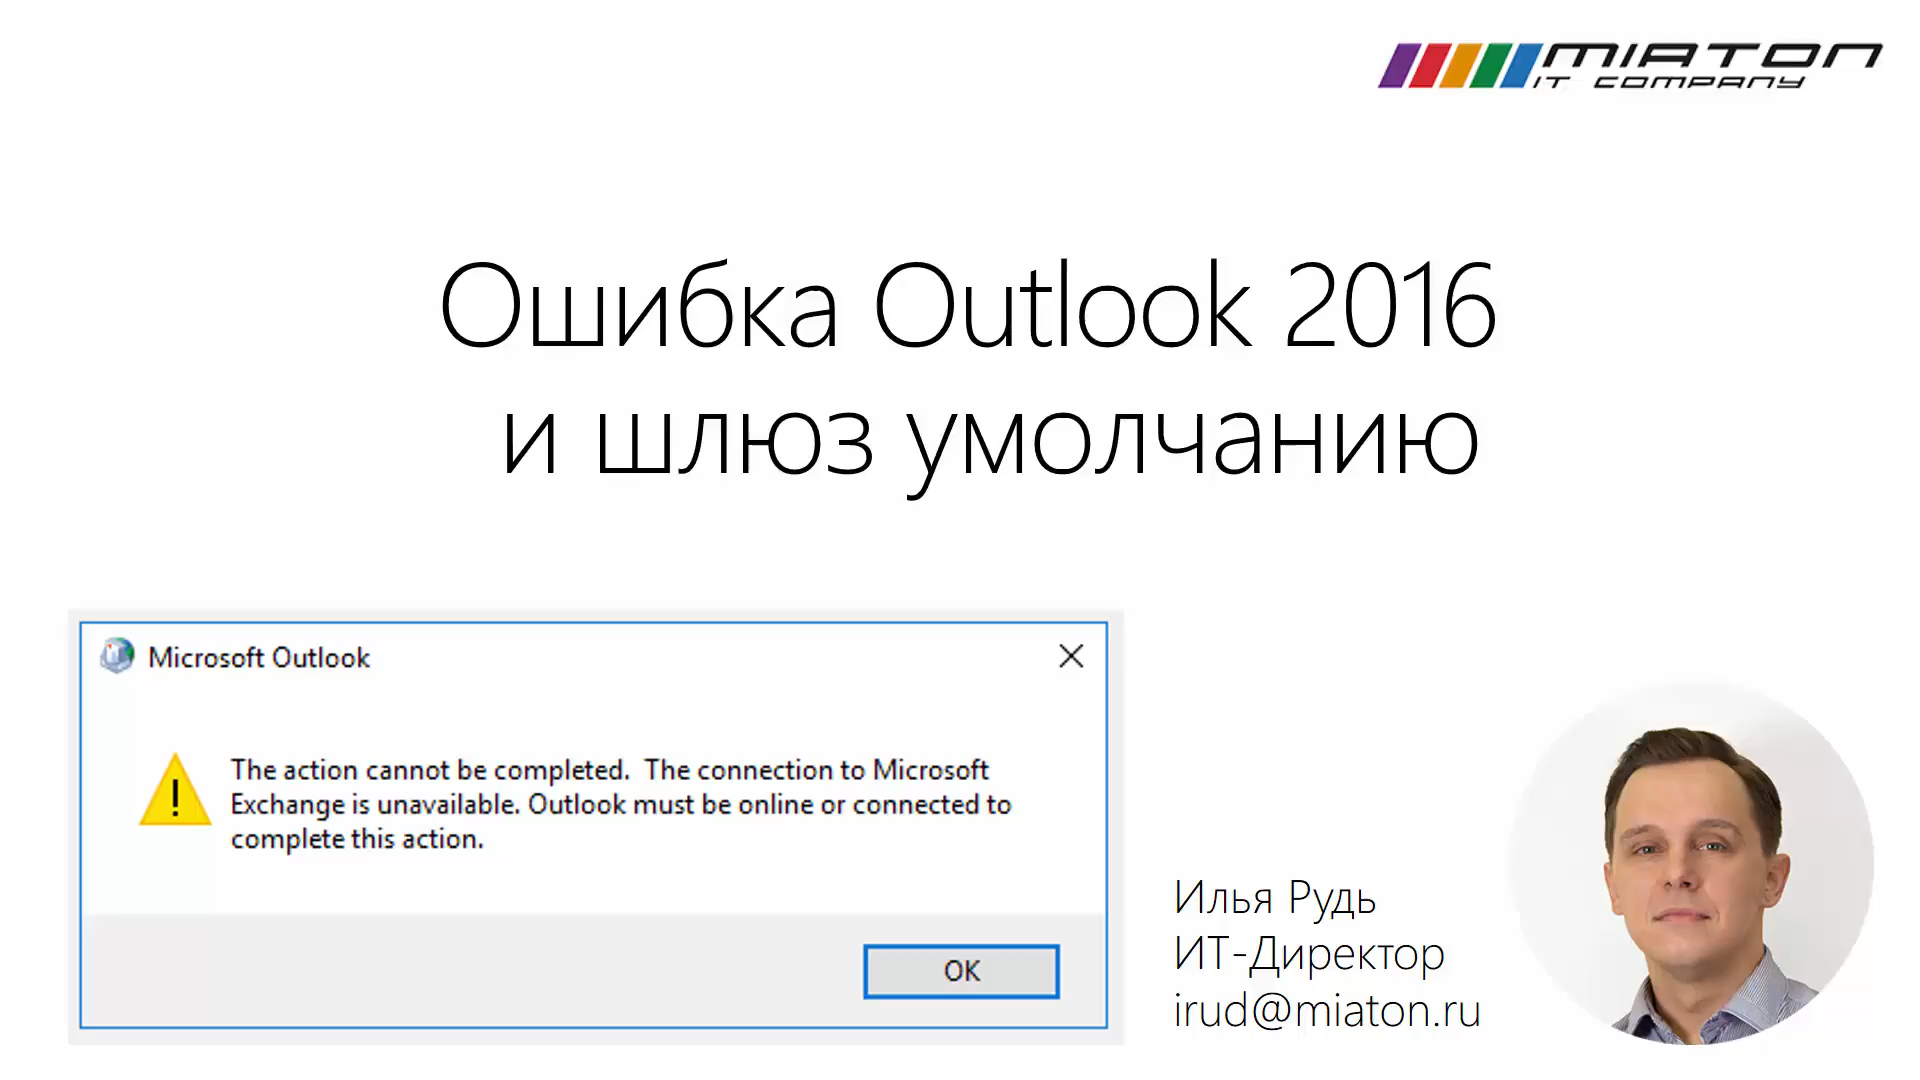 MIATON
IT COMPANY
Ошибка Outlook 2016
и шлюз умолчанию
Microsoft Outlook
The action cannot be completed.  The connection to Microsoft
Exchange is unavailable. Outlook must be online or connected to
complete this action.
OK
Илья Рудь
ИТ-Директор
irud@miaton.ru